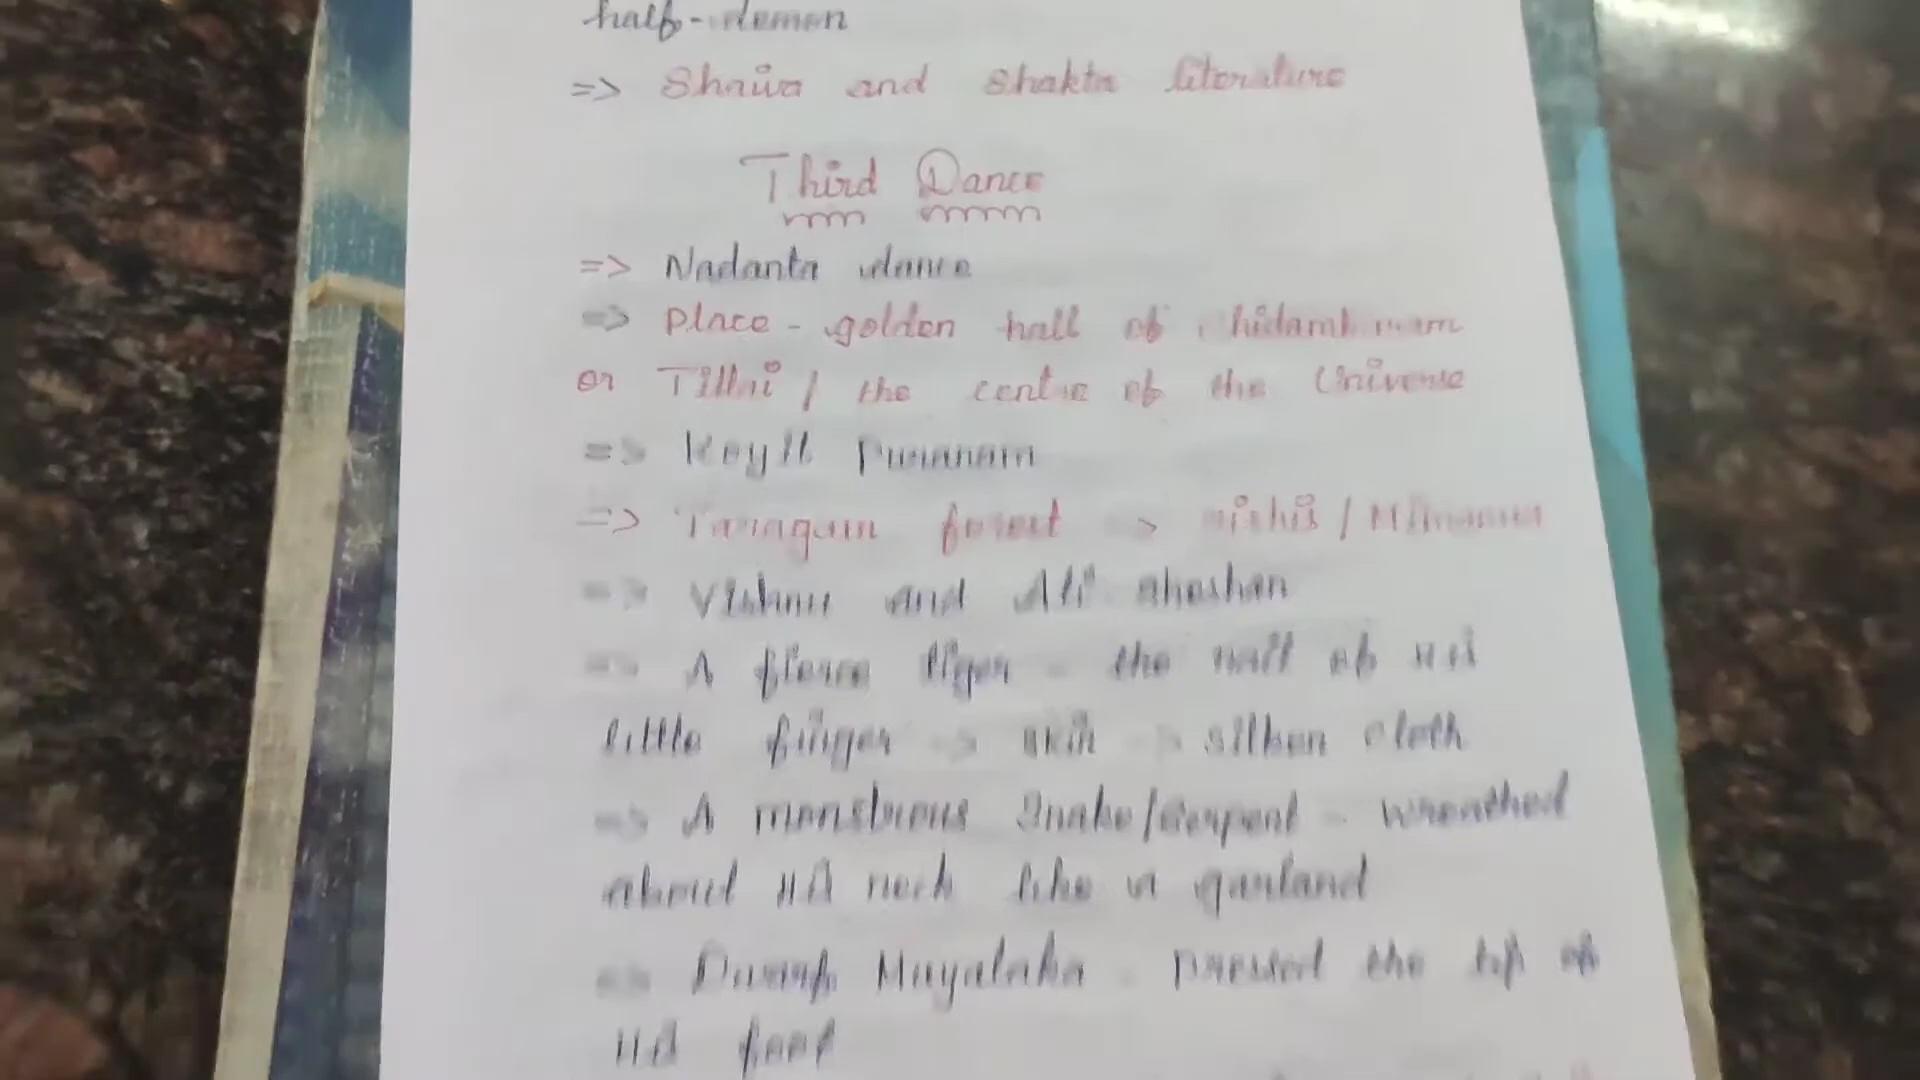 half-demon
=> Shaiva and Shakta literature
Third Dance
=> Nadanta dance
=> Place - golden hall of Chidambaram
or Tillai / the centre of the Universe
=> Koyil Puranam
=> Taragam forest -> rishis / Mimamsa
=> Vishnu and Ati-sheshan
=> A fierce tiger - the nail of His
little finger -> skin -> silken cloth
=> A monstrous Snake/Serpent - wreathed
about His neck like a garland
=> Dwarf Muyalaka - pressed the tip of
His foot